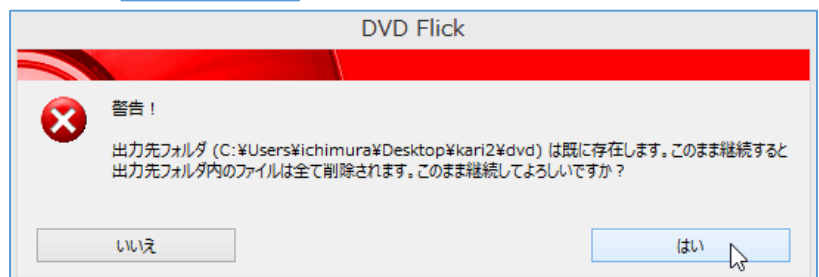 DVD Flick
警告！
出力先フォルダ (C:¥Users¥ichimura¥Desktop¥kari2¥dvd) は既に存在します。このまま継続すると
出力先フォルダ内のファイルは全て削除されます。このまま継続してよろしいですか？
いいえ
はい